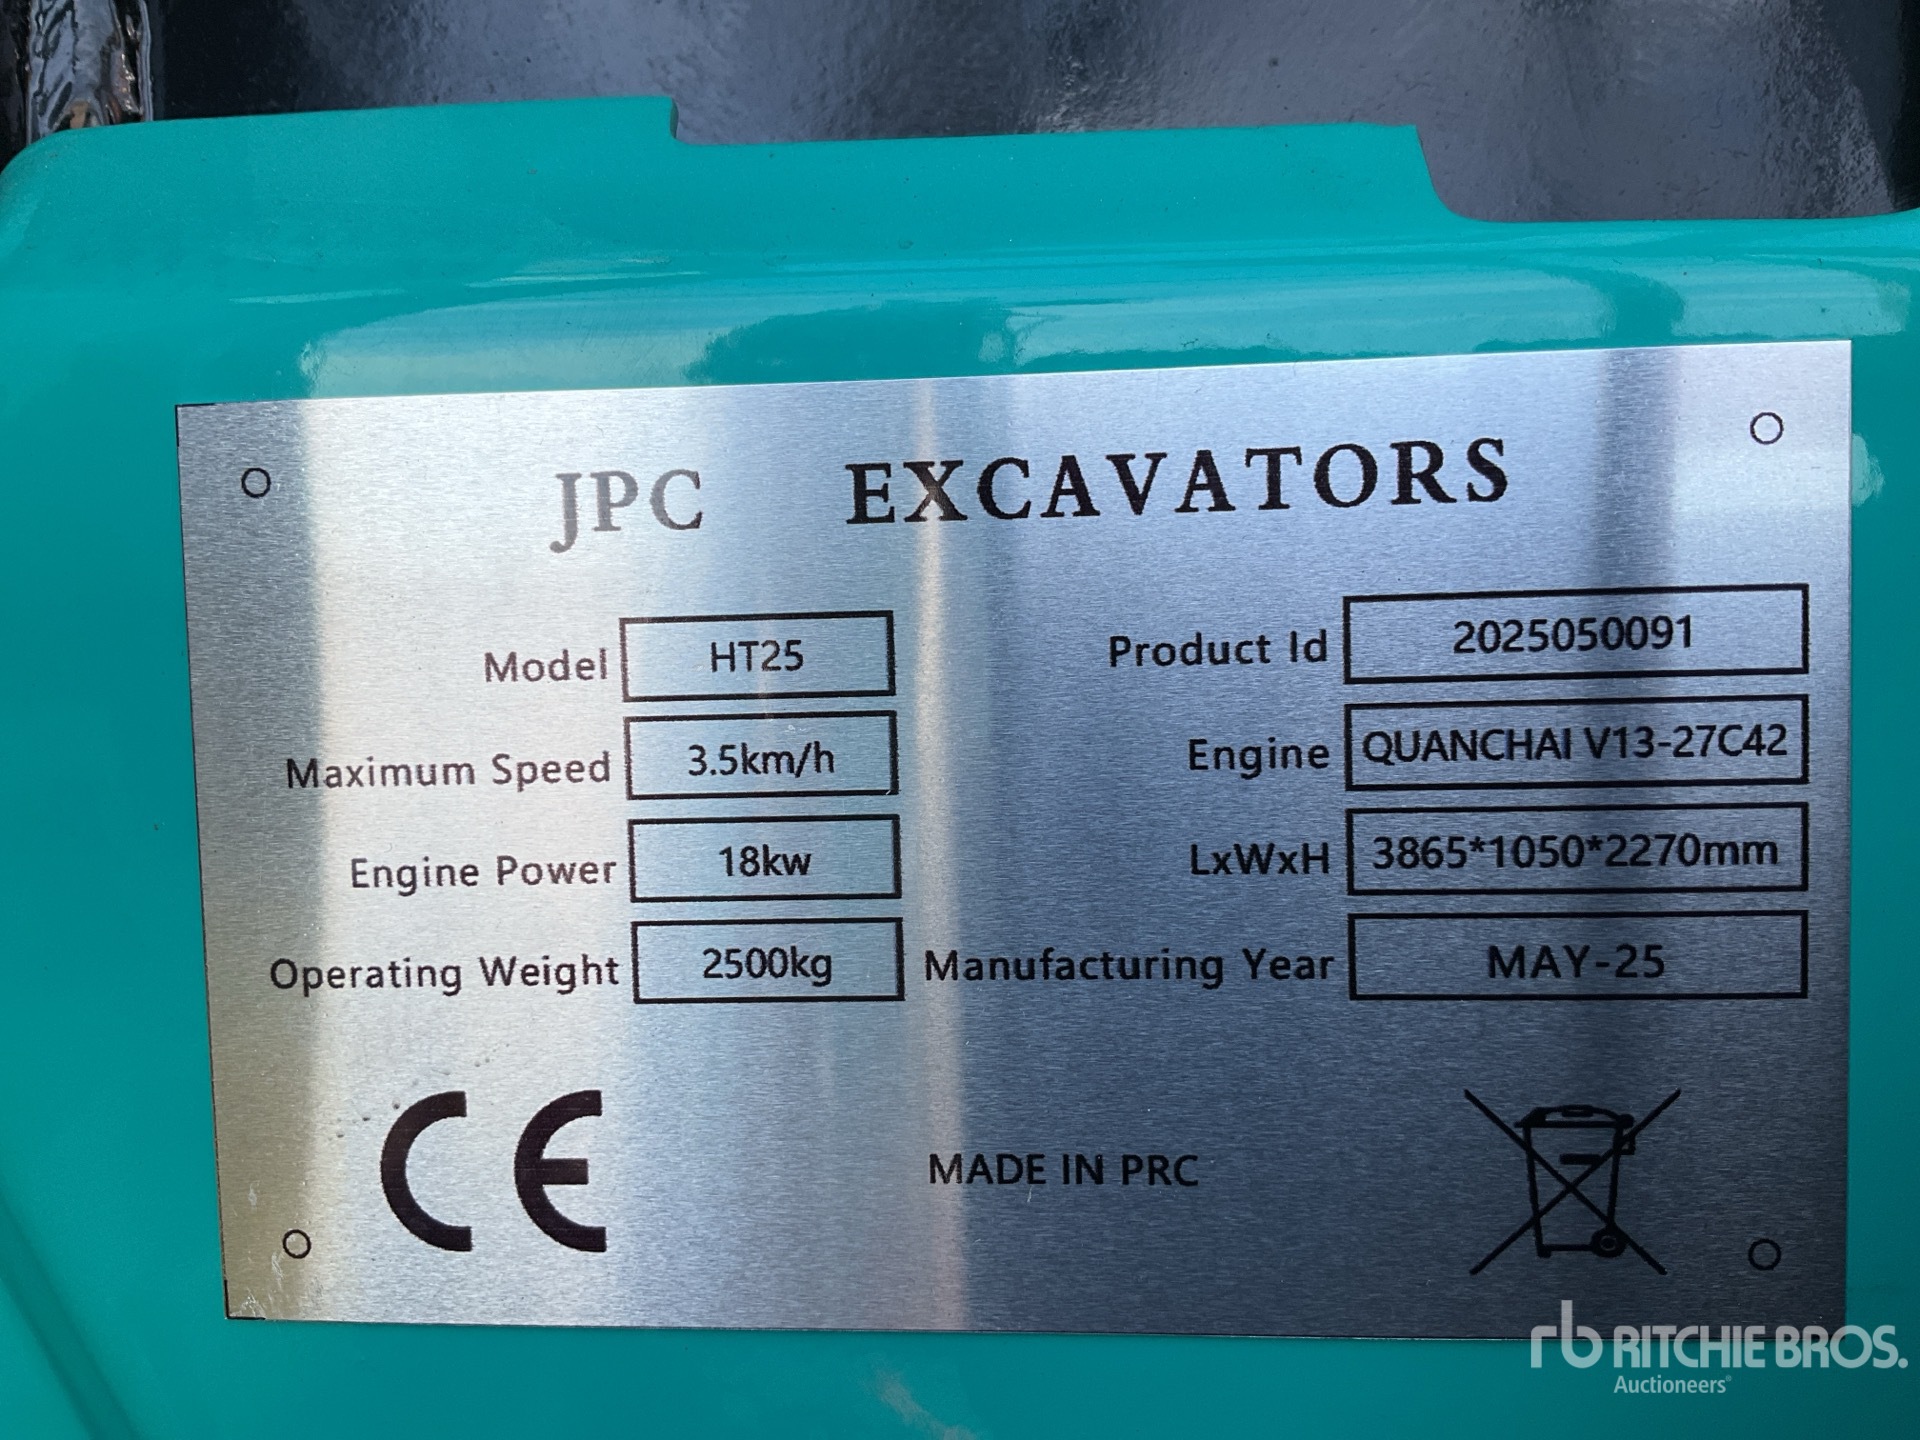 JPC EXCAVATORS
Model HT25 Product Id 2025050091
Maximum Speed 3.5km/h Engine QUANCHAI V13-27C42
Engine Power 18kw LxWxH 3865*1050*2270mm
Operating Weight 2500kg Manufacturing Year MAY-25
CE MADE IN PRC
rb RITCHIE BROS.
Auctioneers®